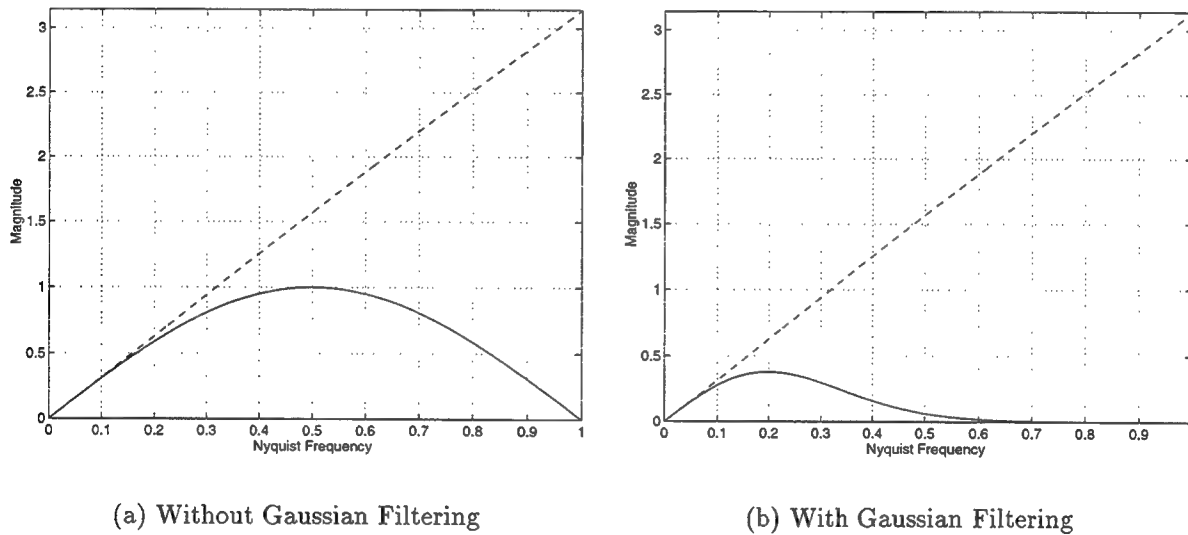 3
2.5
2
1.5
1
0.5
0
Magnitude
0 0.1 0.2 0.3 0.4 0.5 0.6 0.7 0.8 0.9 1
Nyquist Frequency
(a) Without Gaussian Filtering
3
2.5
2
1.5
1
0.5
0
Magnitude
0 0.1 0.2 0.3 0.4 0.5 0.6 0.7 0.8 0.9
Nyquist Frequency
(b) With Gaussian Filtering